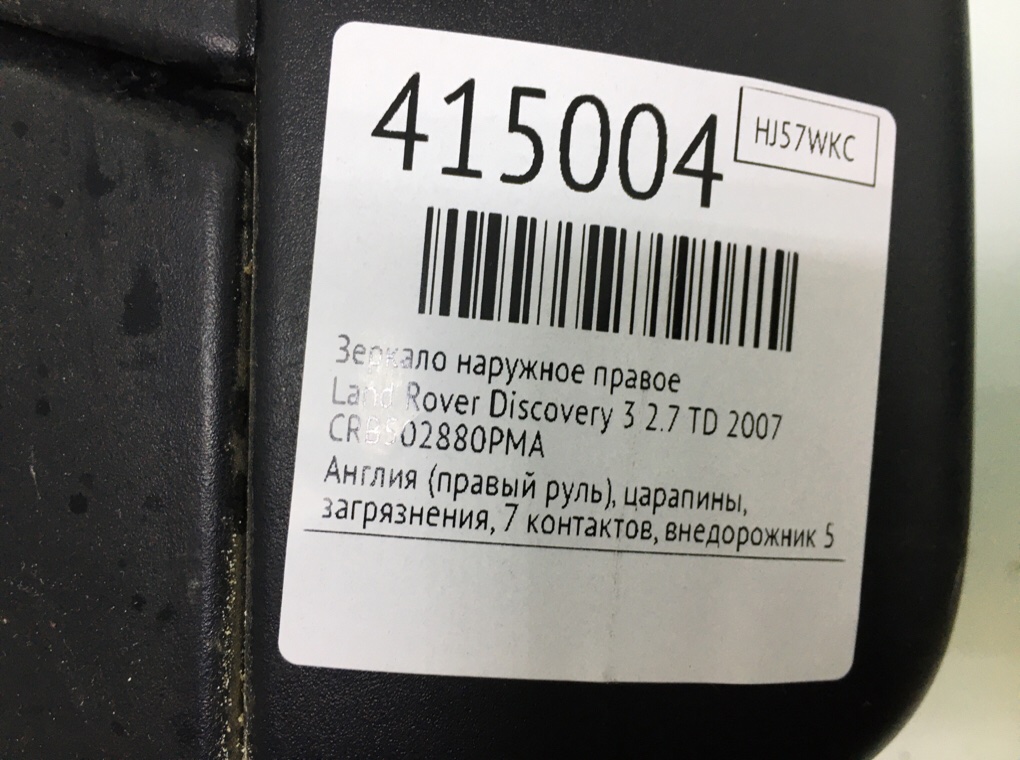 415004
HJ57WKC
Зеркало наружное правое
Land Rover Discovery 3 2.7 TD 2007
CRB502880PMA
Англия (правый руль), царапины,
загрязнения, 7 контактов, внедорожник 5